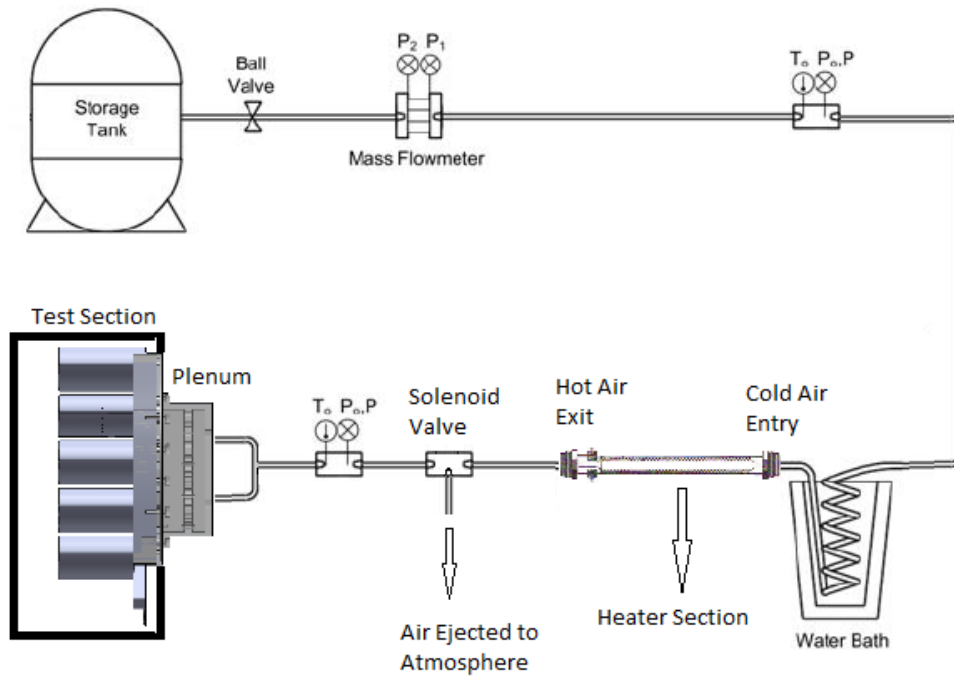 P₂ P₁
Ball
Valve
Storage
Tank
Mass Flowmeter
Tₒ Pₒ,P
Test Section
Plenum
Tₒ Pₒ,P
Solenoid
Valve
Hot Air
Exit
Cold Air
Entry
Air Ejected to
Atmosphere
Heater Section
Water Bath